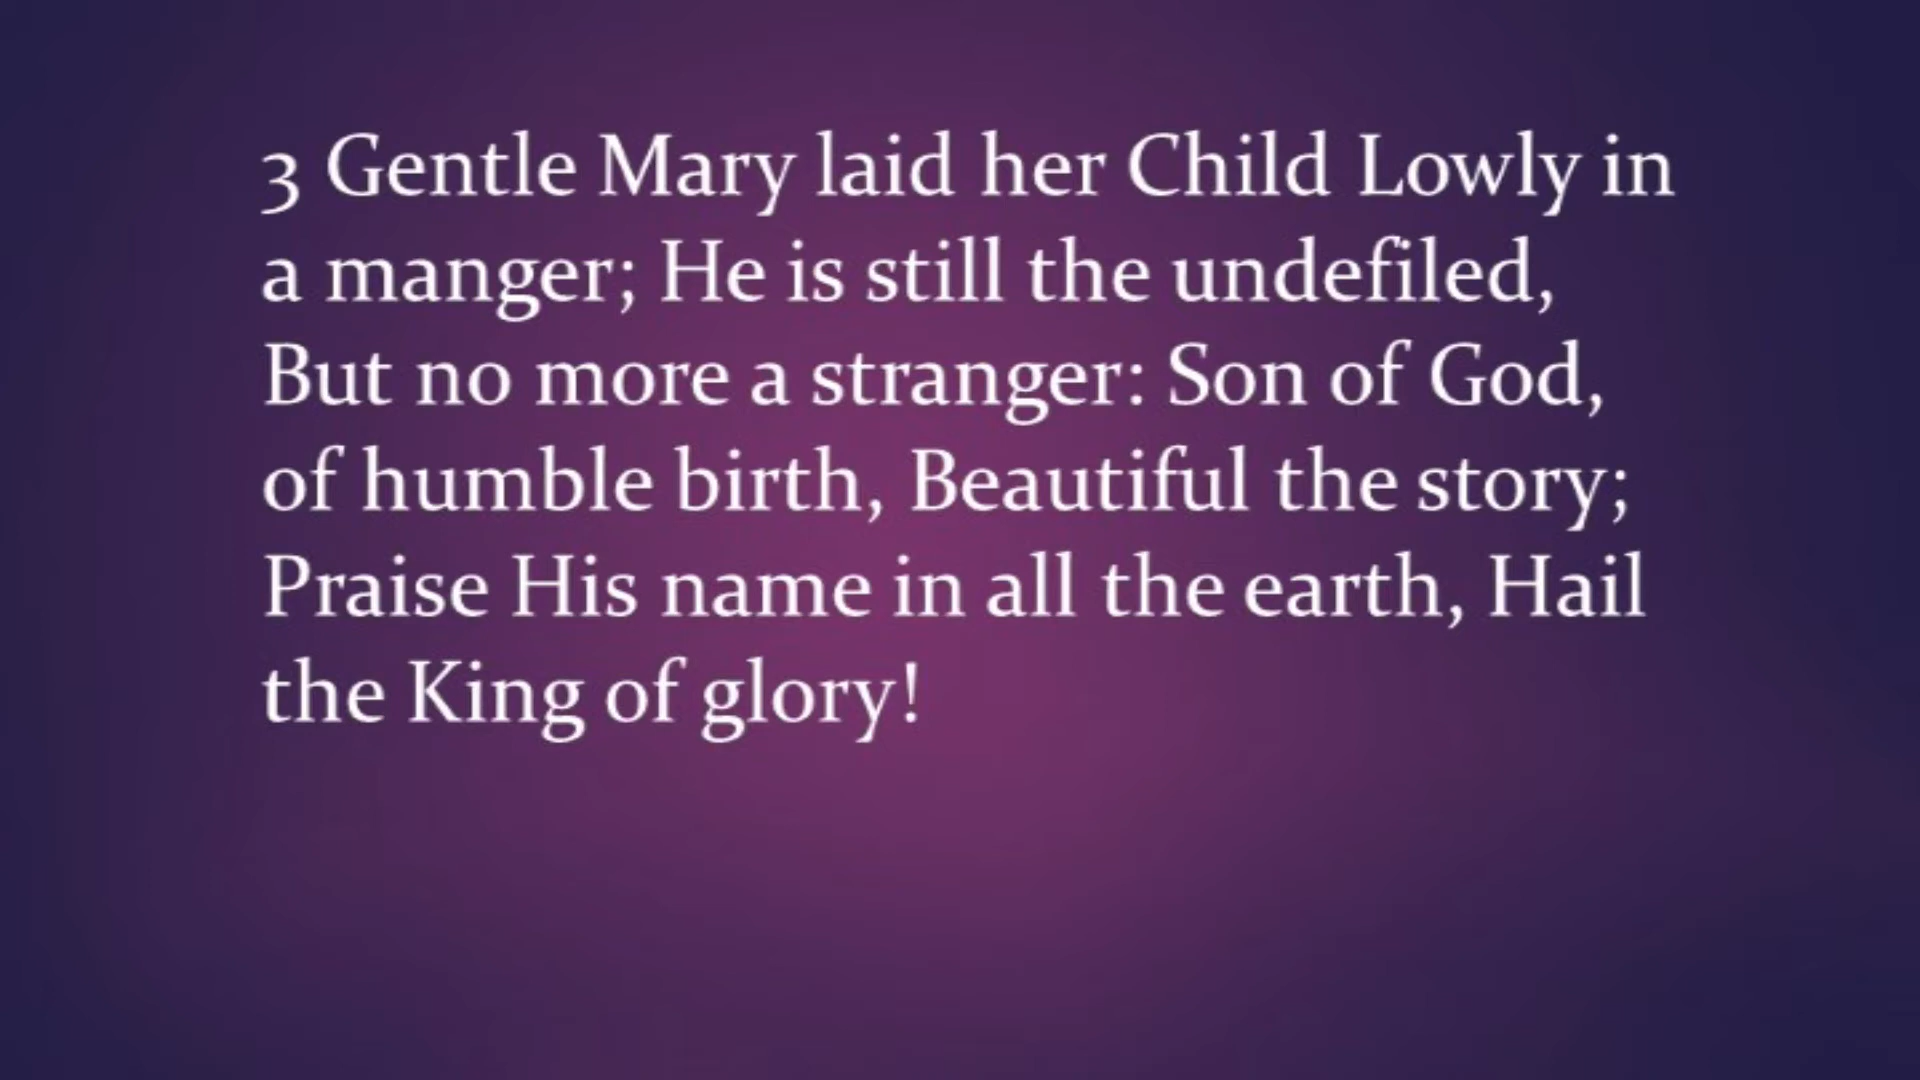 3 Gentle Mary laid her Child Lowly in
a manger; He is still the undefiled,
But no more a stranger: Son of God,
of humble birth, Beautiful the story;
Praise His name in all the earth, Hail
the King of glory!